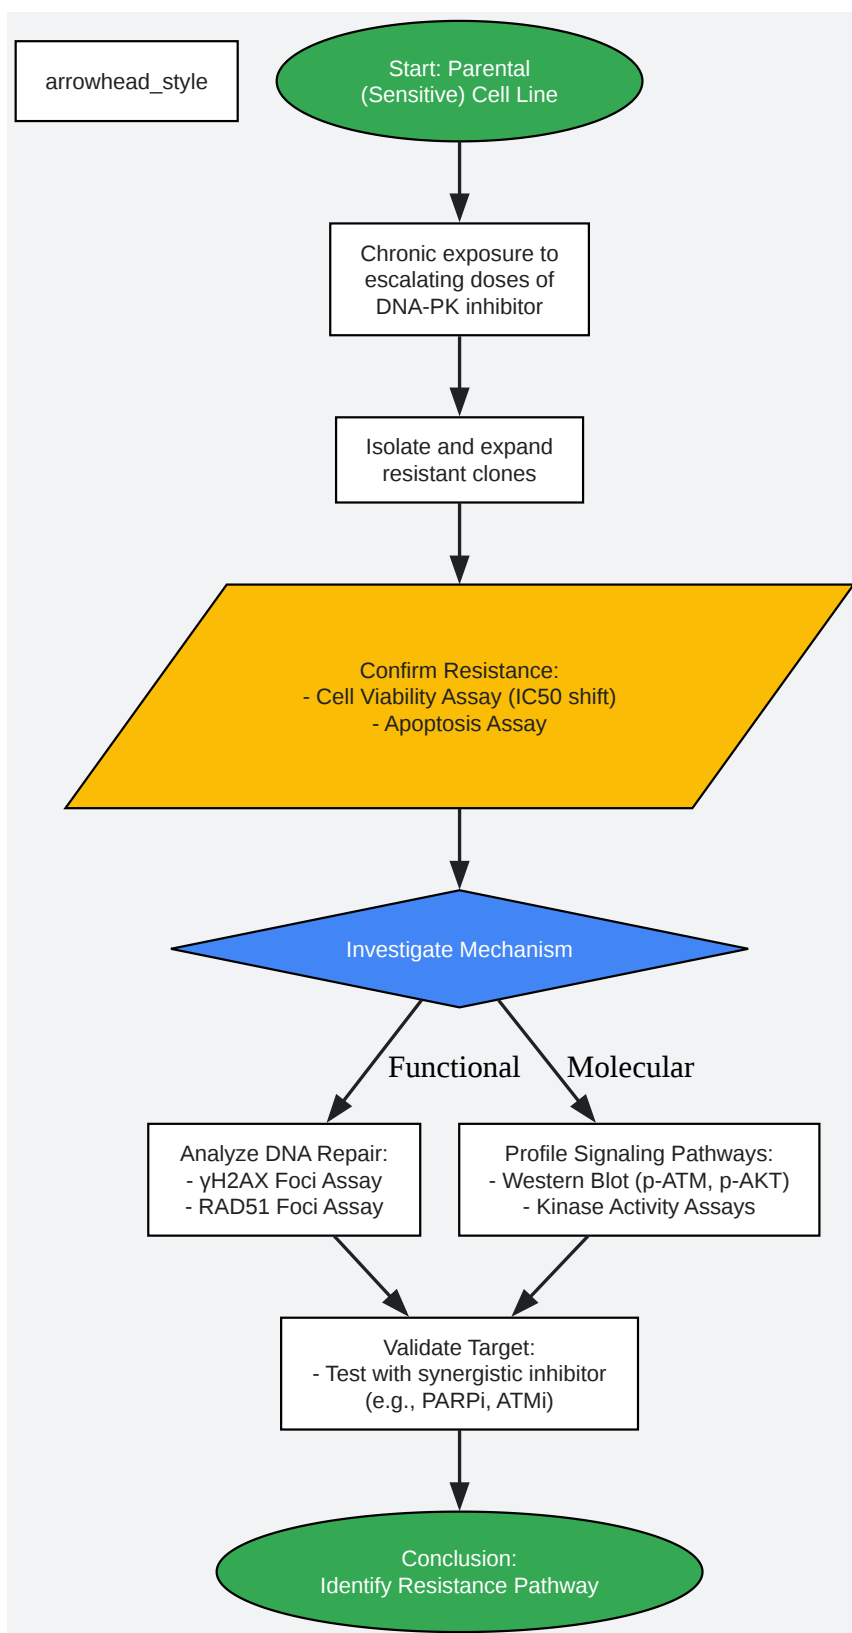 arrowhead_style
Start: Parental
(Sensitive) Cell Line
Chronic exposure to
escalating doses of
DNA-PK inhibitor
Isolate and expand
resistant clones
Confirm Resistance:
- Cell Viability Assay (IC50 shift)
- Apoptosis Assay
Investigate Mechanism
Functional
Molecular
Analyze DNA Repair:
- γH2AX Foci Assay
- RAD51 Foci Assay
Profile Signaling Pathways:
- Western Blot (p-ATM, p-AKT)
- Kinase Activity Assays
Validate Target:
- Test with synergistic inhibitor
(e.g., PARPi, ATMi)
Conclusion:
Identify Resistance Pathway